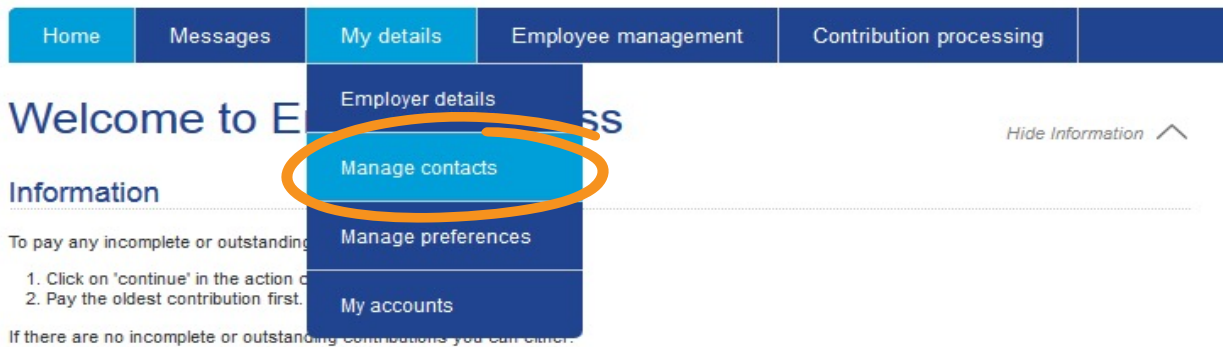 Home Messages My details Employee management Contribution processing
Employer details
Manage contacts
Manage preferences
My accounts
Welcome to E ss
Hide Information
Information
To pay any incomplete or outstanding
1. Click on 'continue' in the action
2. Pay the oldest contribution first.
If there are no incomplete or outstanding contributions you can either: